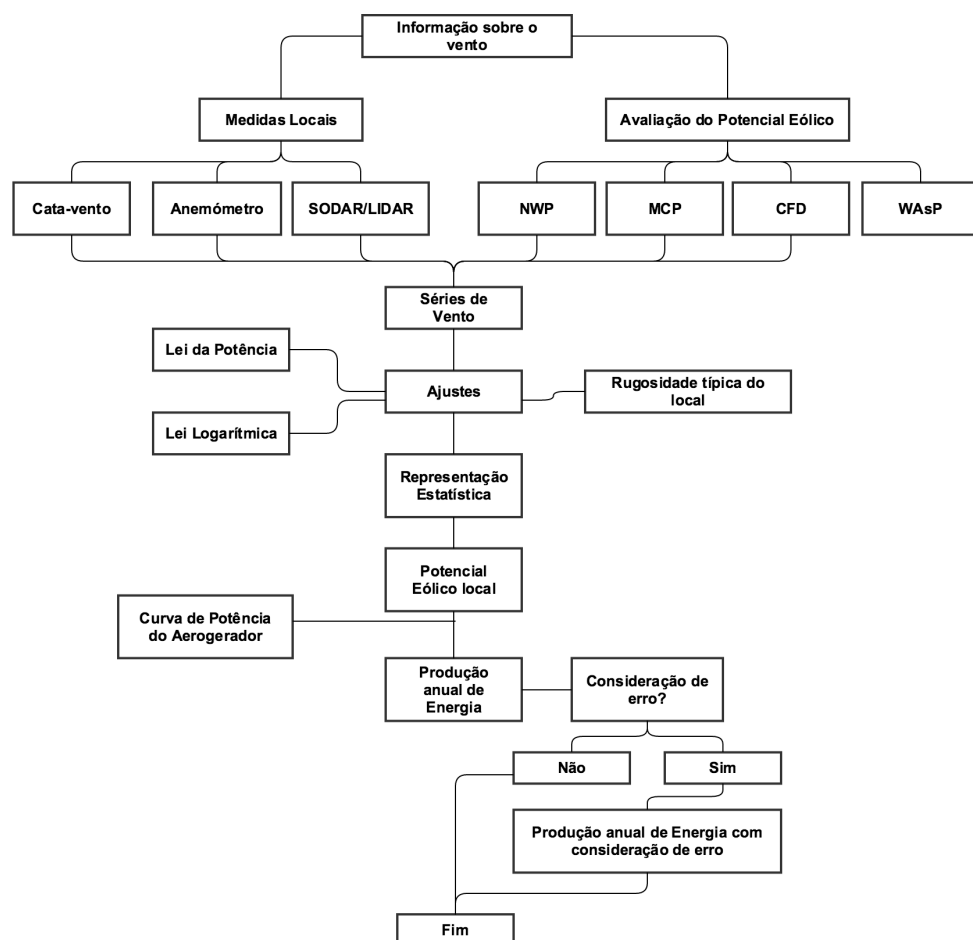 Informação sobre o
vento
Medidas Locais
Avaliação do Potencial Eólico
Cata-vento
Anemómetro
SODAR/LIDAR
NWP
MCP
CFD
WAsP
Séries de
Vento
Lei da Potência
Ajustes
Rugosidade típica do
local
Lei Logarítmica
Representação
Estatística
Potencial
Eólico local
Curva de Potência
do Aerogerador
Produção
anual de
Energia
Consideração de
erro?
Não
Sim
Produção anual de Energia com
consideração de erro
Fim